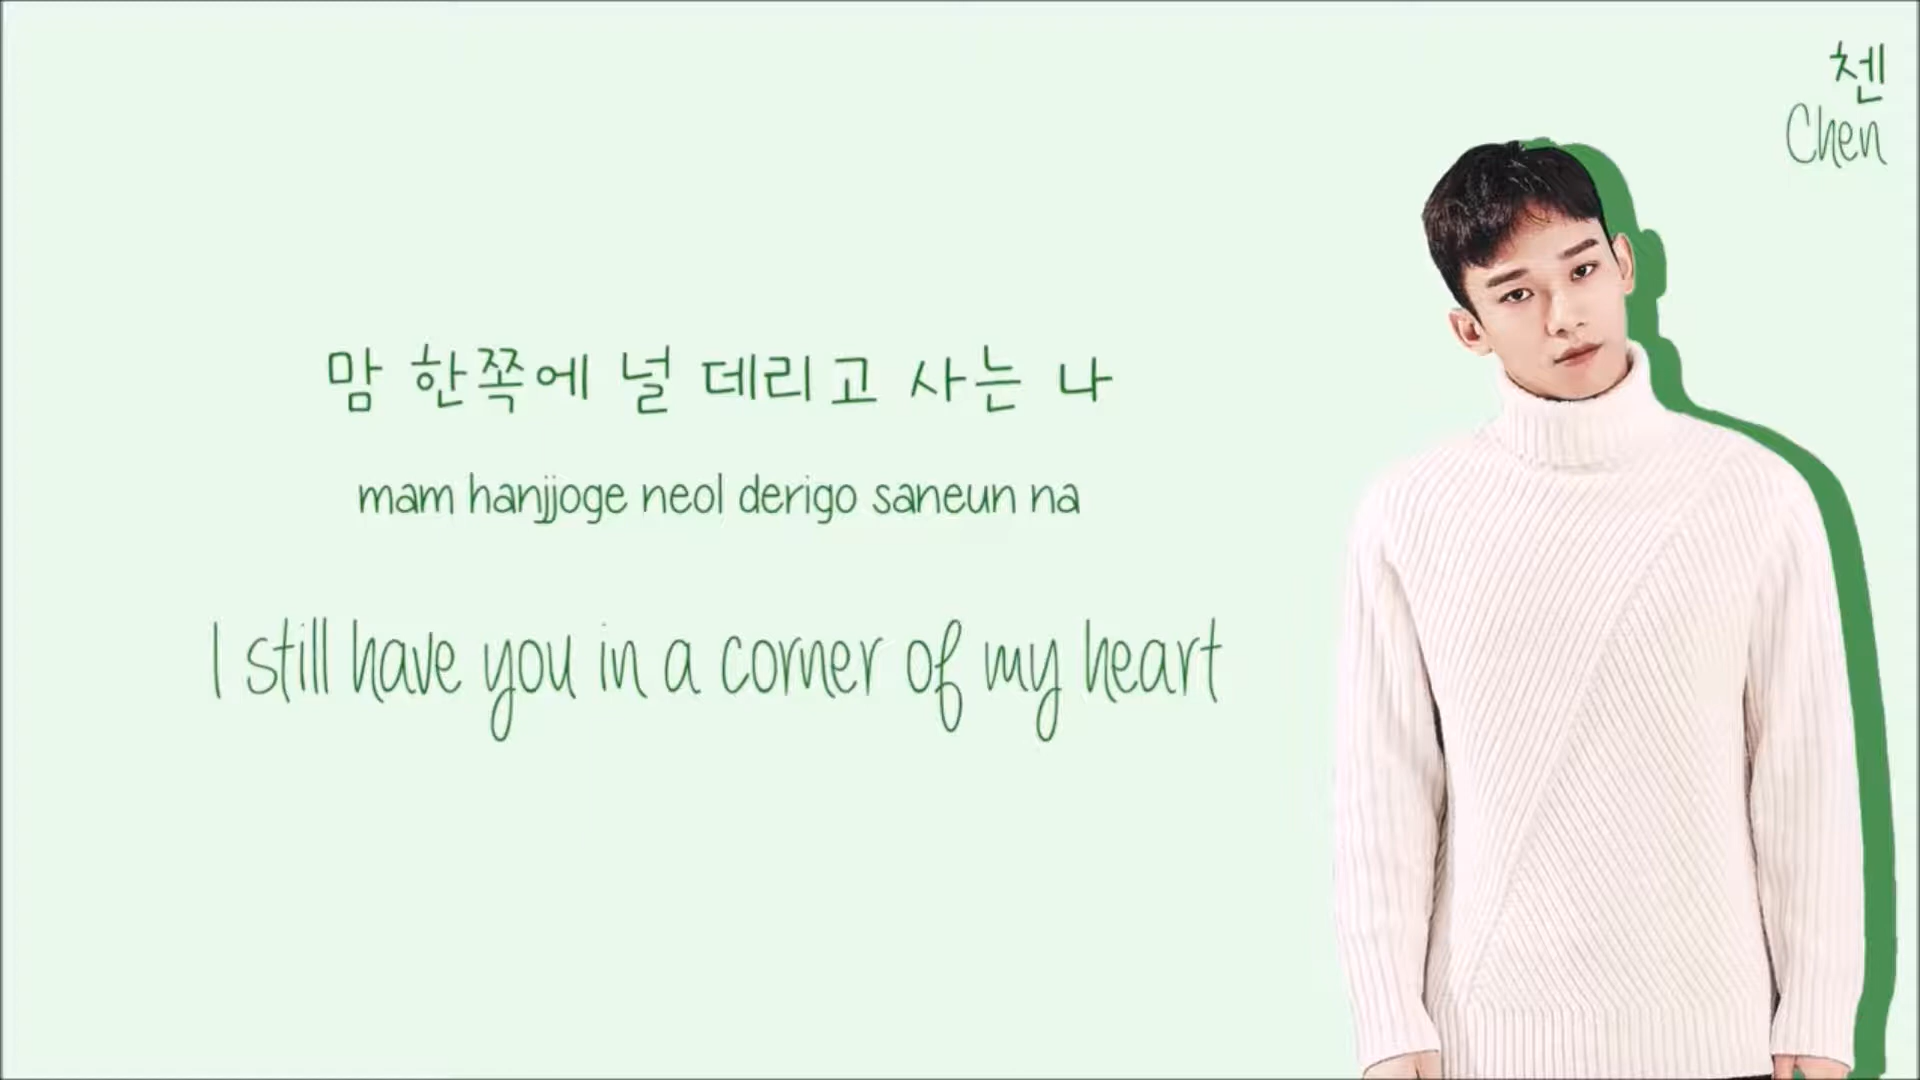 첸
Chen
맘 한쪽에 널 데리고 사는 나
mam hanjjoge neol derigo saneun na
I still have you in a corner of my heart